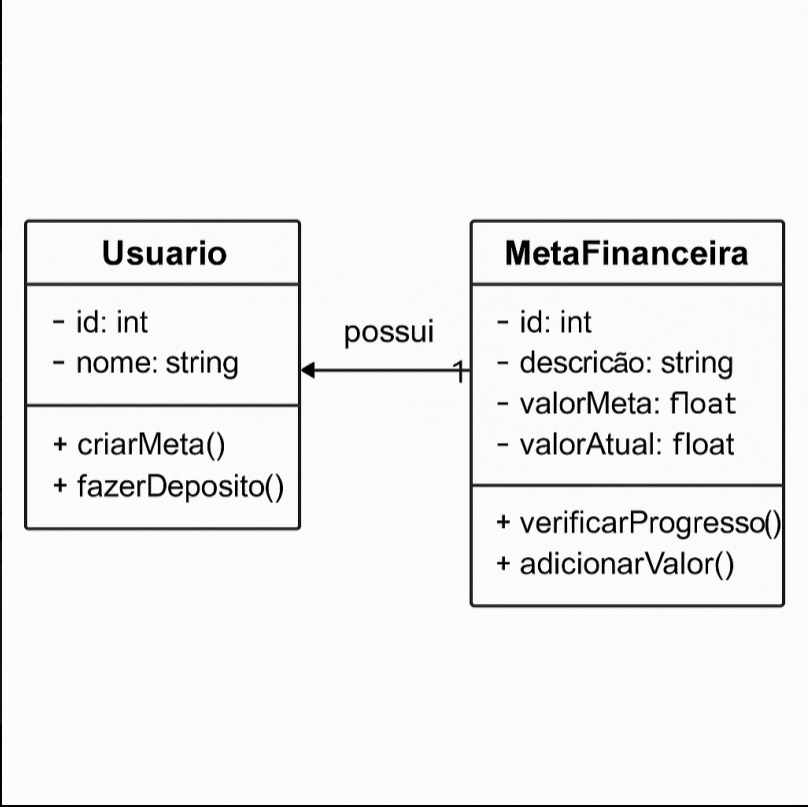 Usuario
- id: int
- nome: string
+ criarMeta()
+ fazerDeposito()
possui
1
MetaFinanceira
- id: int
- descricão: string
- valorMeta: float
- valorAtual: float
+ verificarProgresso()
+ adicionarValor()